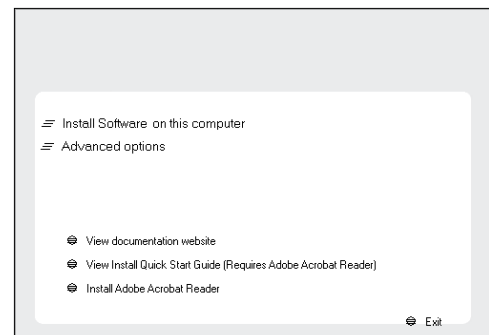 Install Software on this computer
Advanced options
View documentation website
View Install Quick Start Guide (Requires Adobe Acrobat Reader)
Install Adobe Acrobat Reader
Exit